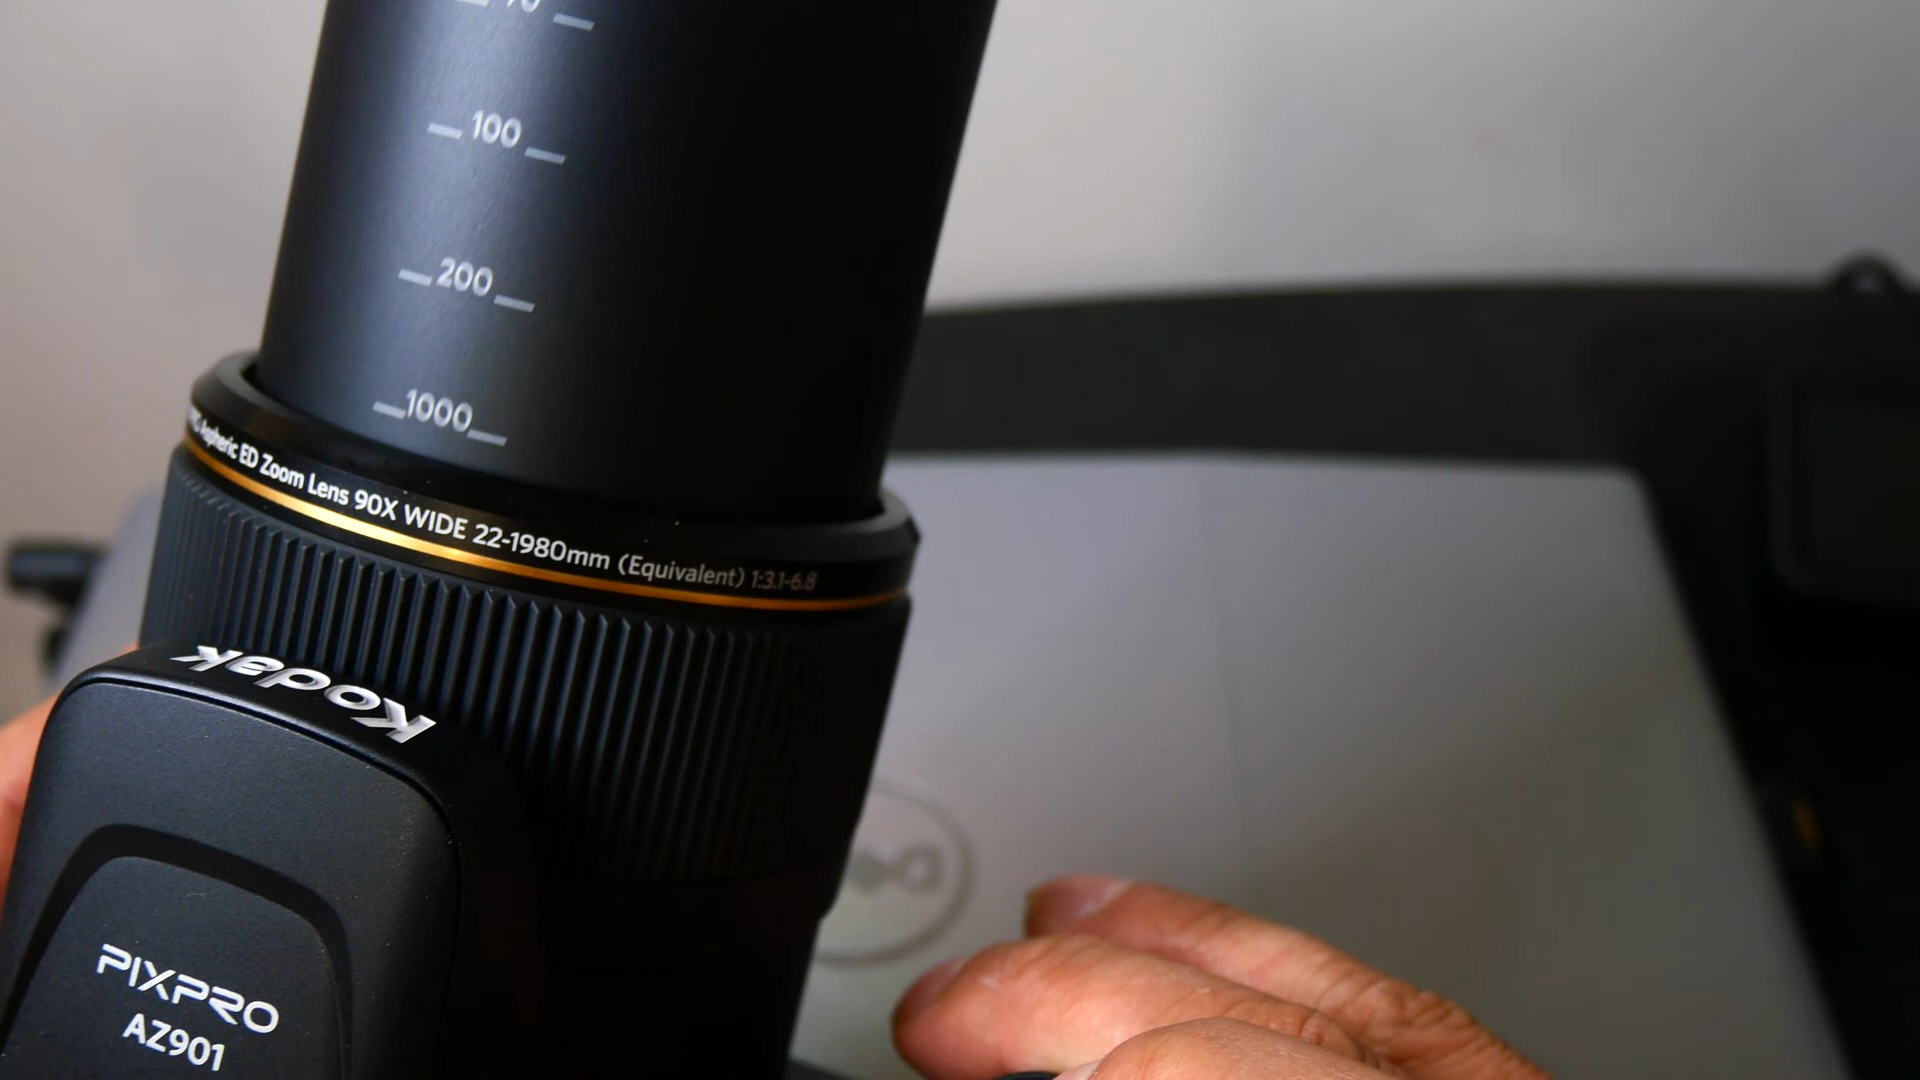 100
200
1000
Aspheric ED Zoom Lens 90X WIDE 22-1980mm (Equivalent) 1:3.1-6.8
Kodak
PIXPRO
AZ901